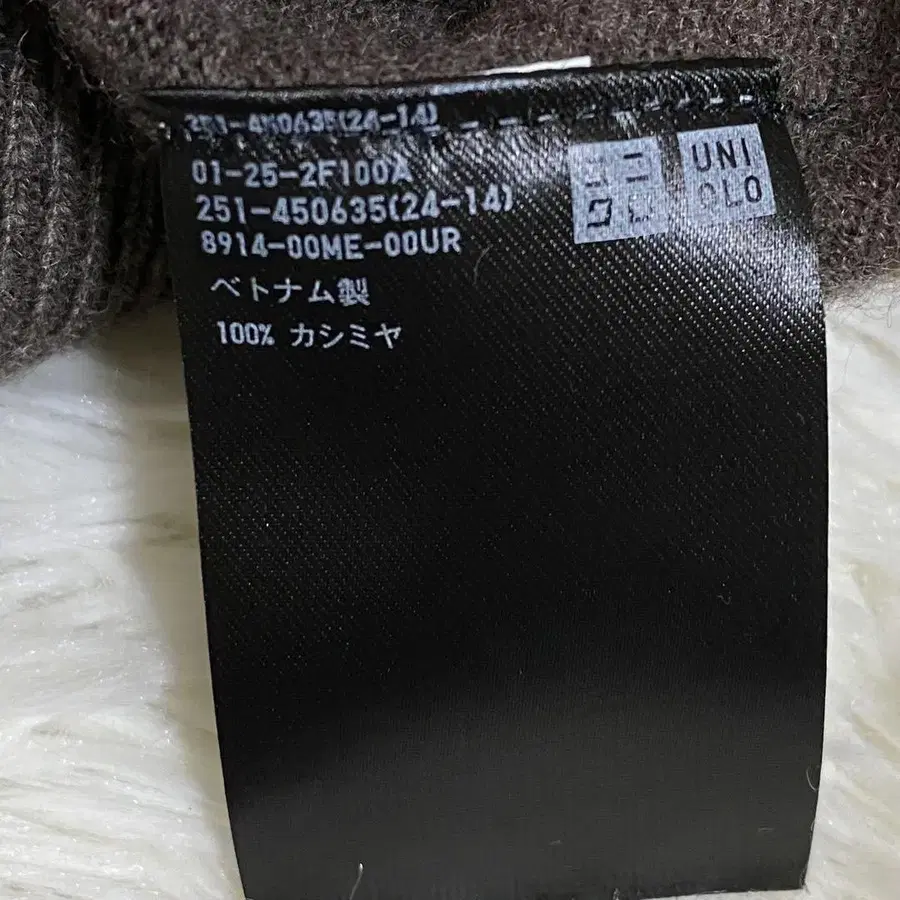 251-450635(24-14)
01-25-2F100A
251-450635(24-14)
8914-00ME-00UR
ベトナム製
100% カシミヤ
ユニ
クロ
UNI
QLO